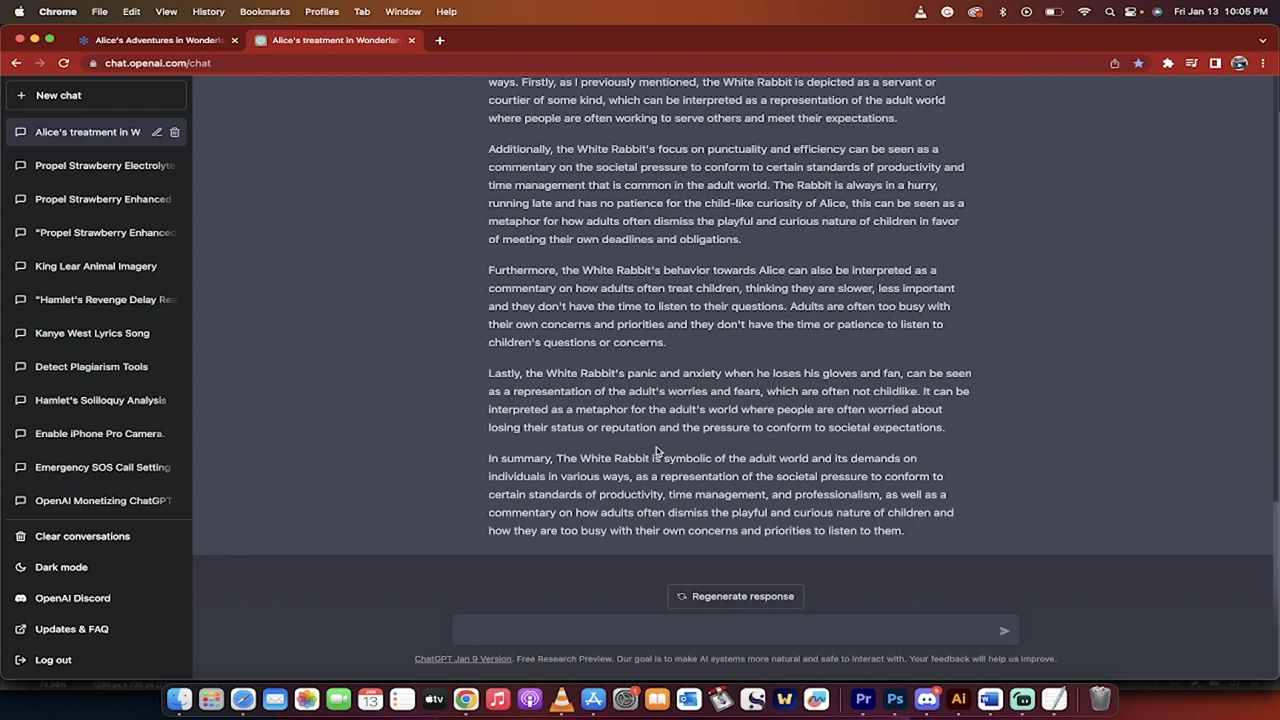 Chrome File Edit View History Bookmarks Profiles Tab Window Help Fri Jan 13 10:05 PM
Alice's Adventures in Wonderla
Alice's treatment in Wonderlan
chat.openai.com/chat
New chat
Alice's treatment in W
Propel Strawberry Electrolyte
Propel Strawberry Enhanced
"Propel Strawberry Enhanced
King Lear Animal Imagery
"Hamlet's Revenge Delay Rea
Kanye West Lyrics Song
Detect Plagiarism Tools
Hamlet's Soliloquy Analysis
Enable iPhone Pro Camera.
Emergency SOS Call Setting
OpenAI Monetizing ChatGPT
Clear conversations
Dark mode
OpenAI Discord
Updates & FAQ
Log out
ways. Firstly, as I previously mentioned, the White Rabbit is depicted as a servant or
courtier of some kind, which can be interpreted as a representation of the adult world
where people are often working to serve others and meet their expectations.
Additionally, the White Rabbit's focus on punctuality and efficiency can be seen as a
commentary on the societal pressure to conform to certain standards of productivity and
time management that is common in the adult world. The Rabbit is always in a hurry,
running late and has no patience for the child-like curiosity of Alice, this can be seen as a
metaphor for how adults often dismiss the playful and curious nature of children in favor
of meeting their own deadlines and obligations.
Furthermore, the White Rabbit's behavior towards Alice can also be interpreted as a
commentary on how adults often treat children, thinking they are slower, less important
and they don't have the time to listen to their questions. Adults are often too busy with
their own concerns and priorities and they don't have the time or patience to listen to
children's questions or concerns.
Lastly, the White Rabbit's panic and anxiety when he loses his gloves and fan, can be seen
as a representation of the adult's worries and fears, which are often not childlike. It can be
interpreted as a metaphor for the adult's world where people are often worried about
losing their status or reputation and the pressure to conform to societal expectations.
In summary, The White Rabbit is symbolic of the adult world and its demands on
individuals in various ways, as a representation of the societal pressure to conform to
certain standards of productivity, time management, and professionalism, as well as a
commentary on how adults often dismiss the playful and curious nature of children and
how they are too busy with their own concerns and priorities to listen to them.
Regenerate response
ChatGPT Jan 9 Version. Free Research Preview. Our goal is to make AI systems more natural and safe to interact with. Your feedback will help us improve.
JAN
13
tv
W
Pr
Ps
Ai